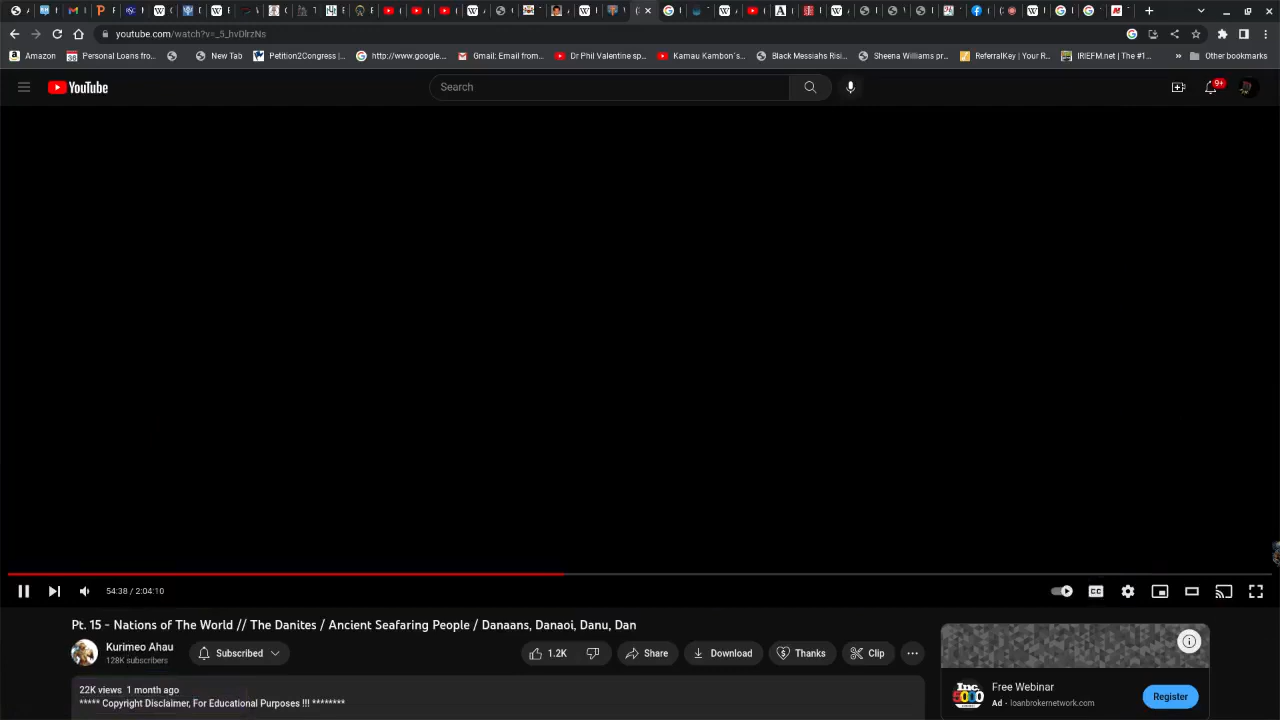 youtube.com/watch?v=_5_hvDlrzNs
Amazon
Personal Loans fro..
New Tab
Petition2Congress |...
http://www.google....
Gmail: Email from...
Dr Phil Valentine sp...
Kamau Kambon's...
Black Messiahs Risi...
Sheena Williams pr...
ReferralKey | Your R...
IRIEFM.net | The #1...
»
Other bookmarks
YouTube
Search
9+
54:38 / 2:04:10
CC
Pt. 15 - Nations of The World // The Danites / Ancient Seafaring People / Danaans, Danaoi, Danu, Dan
Kurimeo Ahau
128K subscribers
Subscribed
1.2K
Share
Download
Thanks
Clip
22K views 1 month ago
***** Copyright Disclaimer, For Educational Purposes !!! ********
Inc.
5000
Free Webinar
Ad · loanbrokernetwork.com
Register